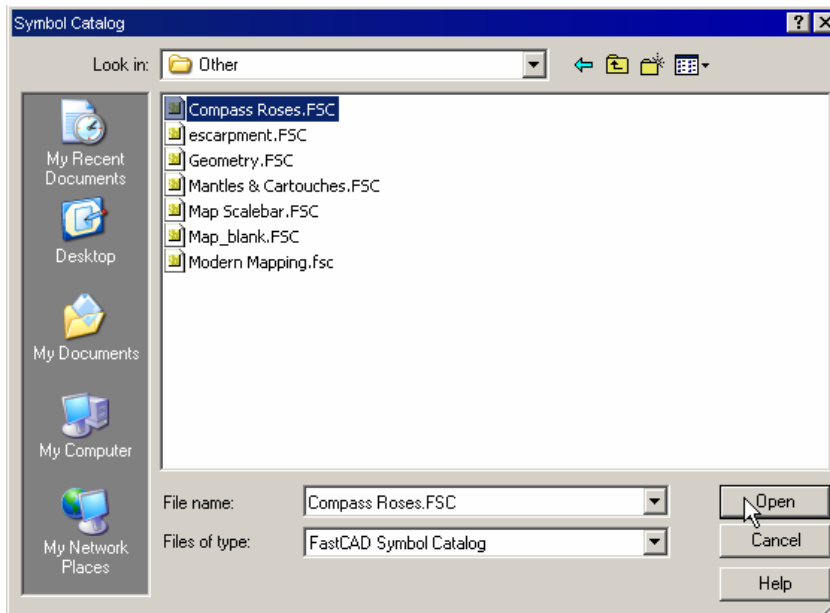 Symbol Catalog
Look in:
Other
My Recent
Documents
Desktop
My Documents
My Computer
My Network
Places
Compass Roses.FSC
escarpment.FSC
Geometry.FSC
Mantles & Cartouches.FSC
Map Scalebar.FSC
Map_blank.FSC
Modern Mapping.fsc
File name:
Compass Roses.FSC
Open
Files of type:
FastCAD Symbol Catalog
Cancel
Help